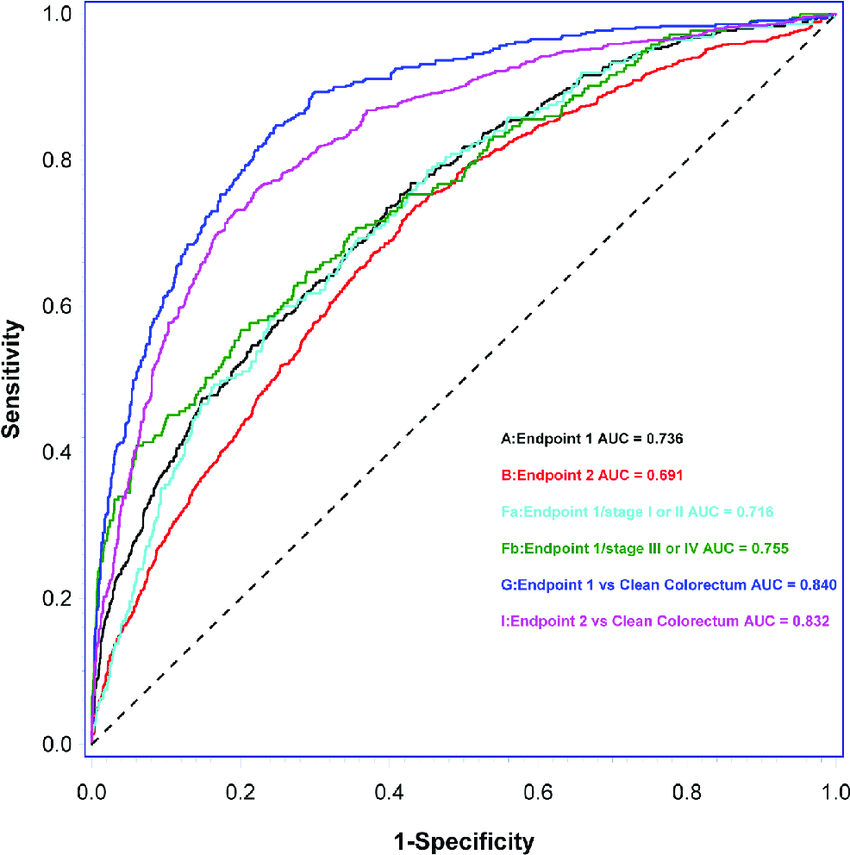 1.0
0.8
0.6
0.4
0.2
0.0
Sensitivity
A:Endpoint 1 AUC = 0.736
B:Endpoint 2 AUC = 0.691
Fa:Endpoint 1/stage I or II AUC = 0.716
Fb:Endpoint 1/stage III or IV AUC = 0.755
G:Endpoint 1 vs Clean Colorectum AUC = 0.840
I:Endpoint 2 vs Clean Colorectum AUC = 0.832
0.0 0.2 0.4 0.6 0.8 1.0
1-Specificity